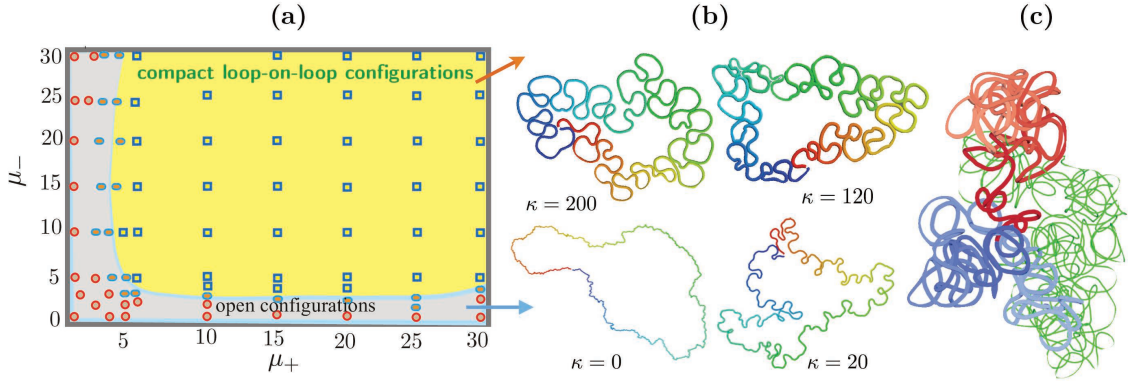 (a) (b) (c)
30
25
20
15
10
5
0
μ₋
compact loop-on-loop configurations
open configurations
5 10 15 20 25 30
μ₊
κ = 200
κ = 120
κ = 0
κ = 20